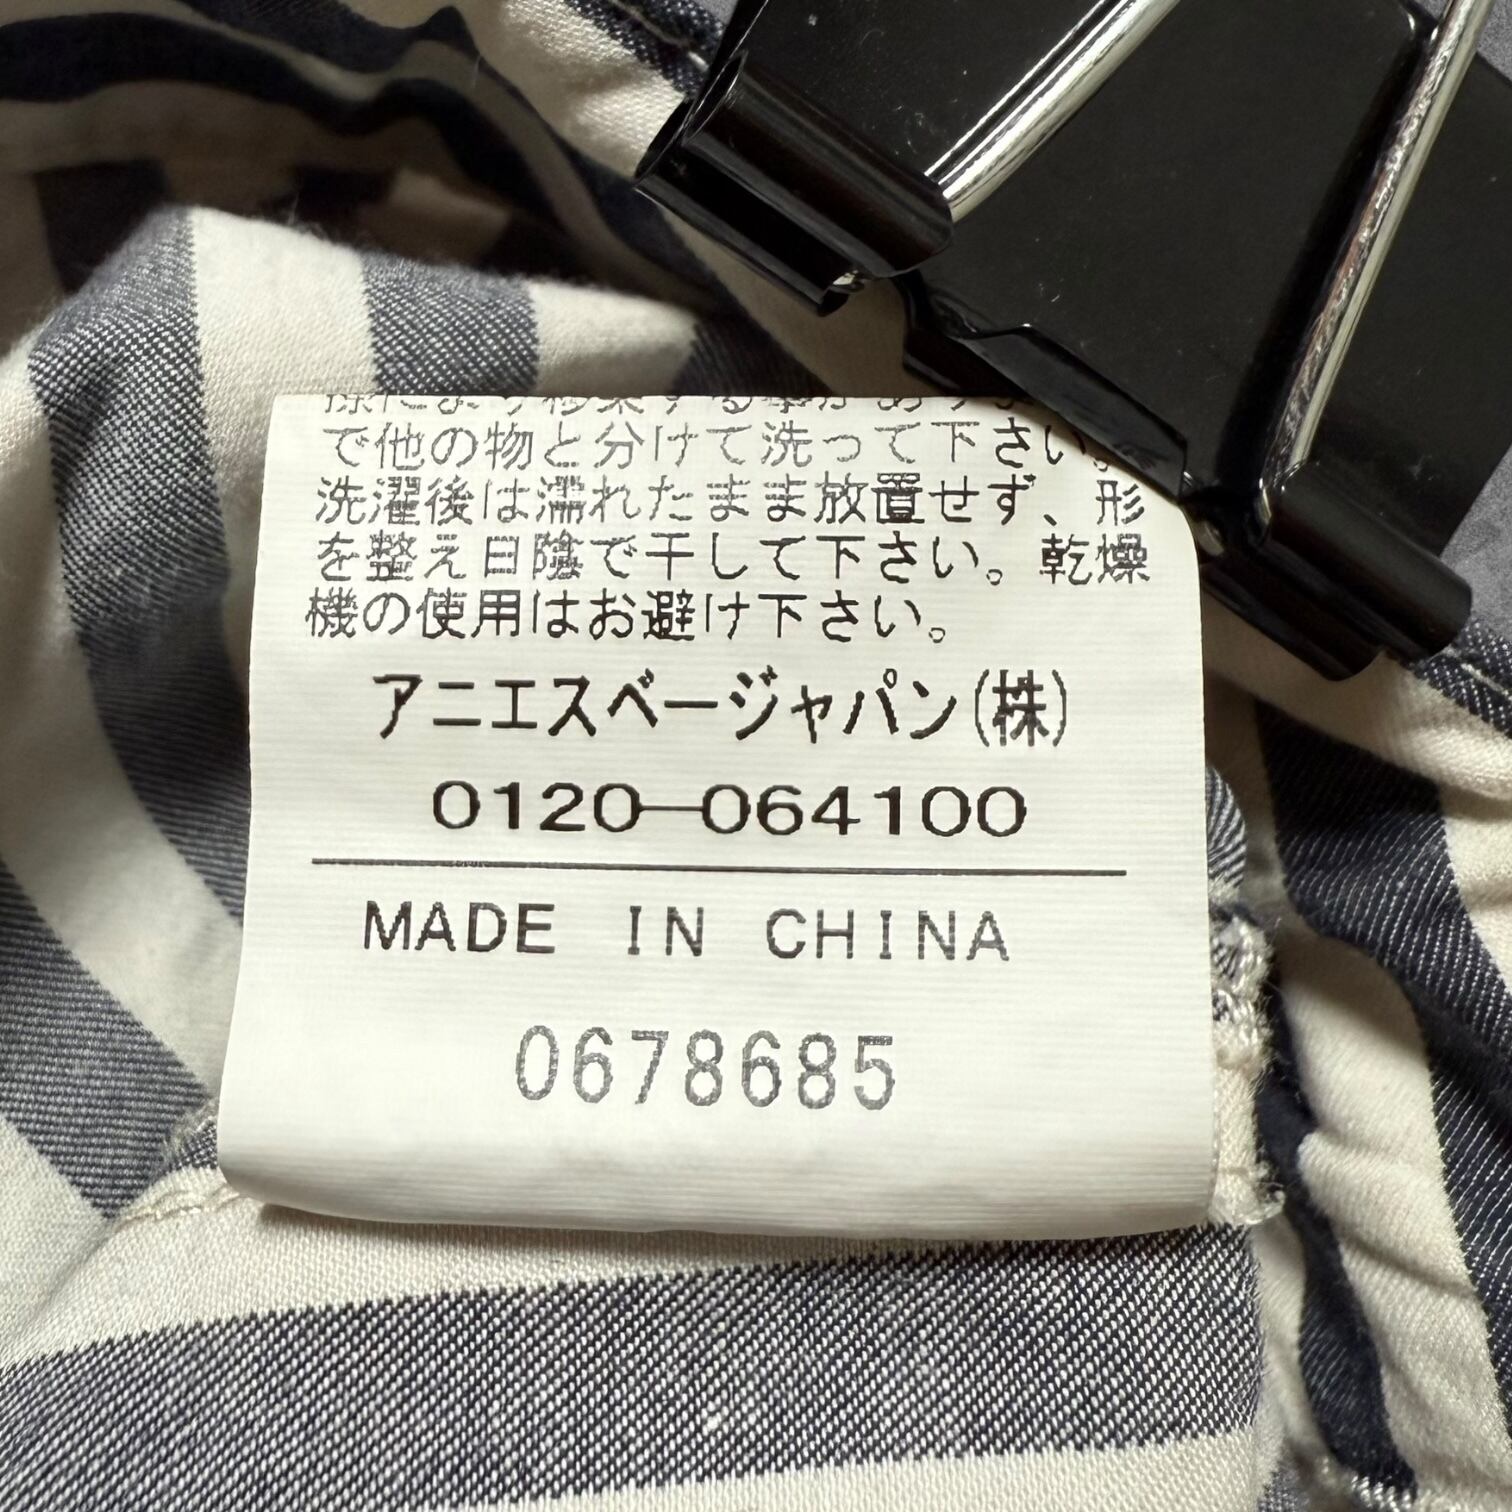 で他の物と分けて洗って下さい。
洗濯後は濡れたまま放置せず、形
を整え日陰で干して下さい。乾燥
機の使用はお避け下さい。
アニエスベージャパン(株)
0120-064100
MADE IN CHINA
0678685